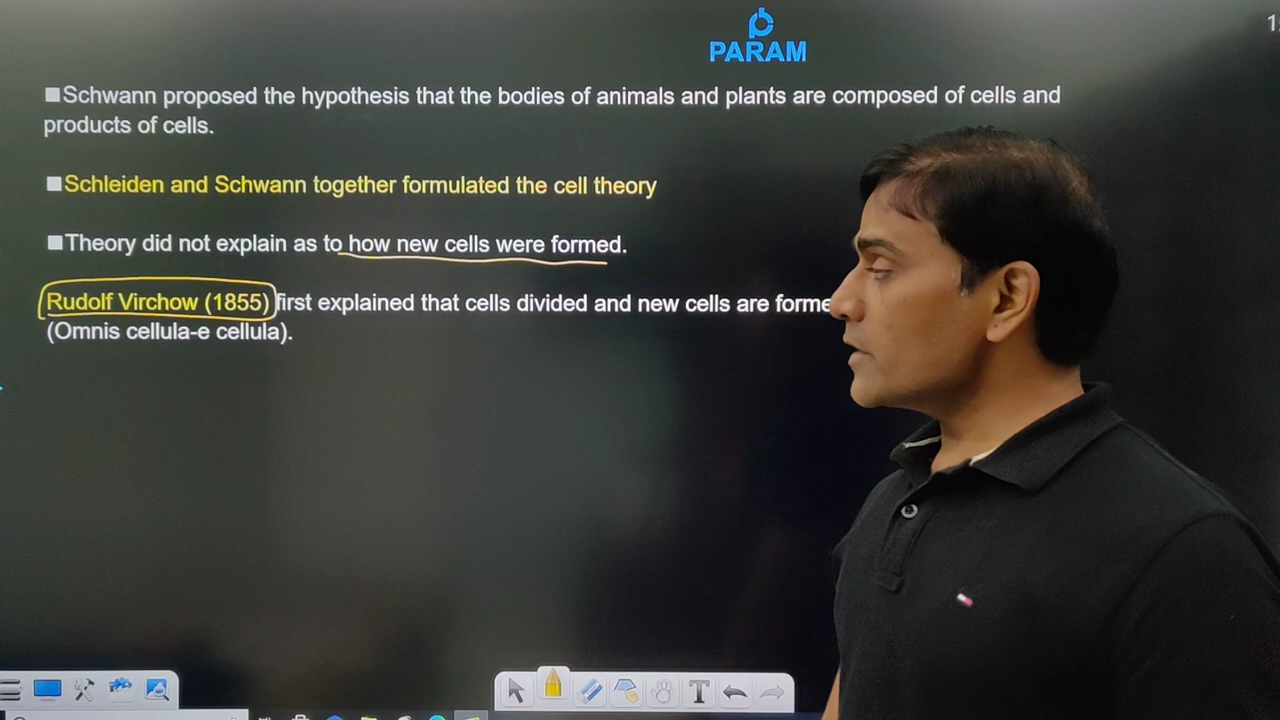 PARAM
■Schwann proposed the hypothesis that the bodies of animals and plants are composed of cells and
products of cells.
■Schleiden and Schwann together formulated the cell theory
■Theory did not explain as to how new cells were formed.
Rudolf Virchow (1855) first explained that cells divided and new cells are forme
(Omnis cellula-e cellula).
T